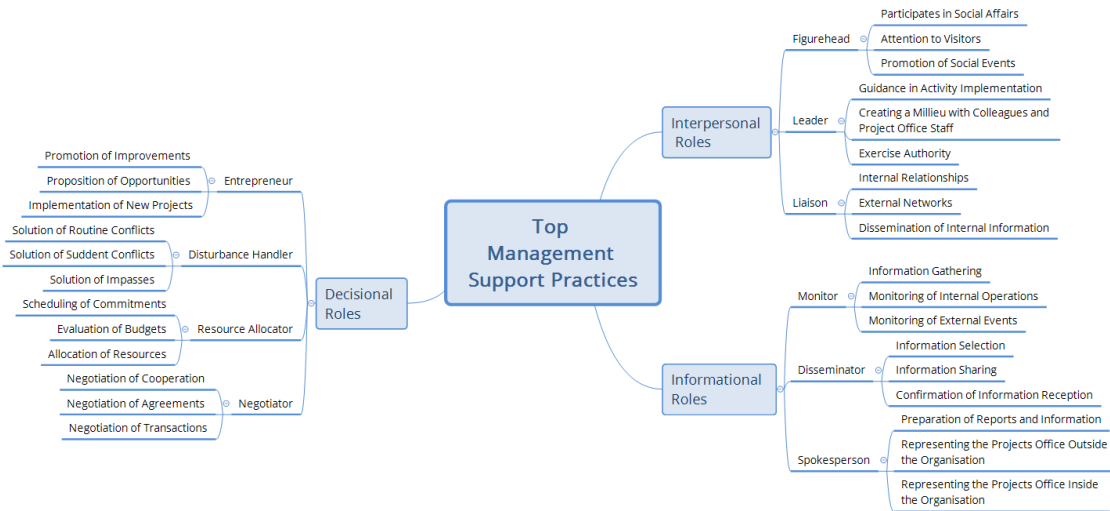 Top
Management
Support Practices
Interpersonal
Roles
Figurehead
Participates in Social Affairs
Attention to Visitors
Promotion of Social Events
Leader
Guidance in Activity Implementation
Creating a Millieu with Colleagues and
Project Office Staff
Exercise Authority
Liaison
Internal Relationships
External Networks
Dissemination of Internal Information
Informational
Roles
Monitor
Information Gathering
Monitoring of Internal Operations
Monitoring of External Events
Disseminator
Information Selection
Information Sharing
Confirmation of Information Reception
Spokesperson
Preparation of Reports and Information
Representing the Projects Office Outside
the Organisation
Representing the Projects Office Inside
the Organisation
Decisional
Roles
Entrepreneur
Promotion of Improvements
Proposition of Opportunities
Implementation of New Projects
Disturbance Handler
Solution of Routine Conflicts
Solution of Suddent Conflicts
Solution of Impasses
Resource Allocator
Scheduling of Commitments
Evaluation of Budgets
Allocation of Resources
Negotiator
Negotiation of Cooperation
Negotiation of Agreements
Negotiation of Transactions